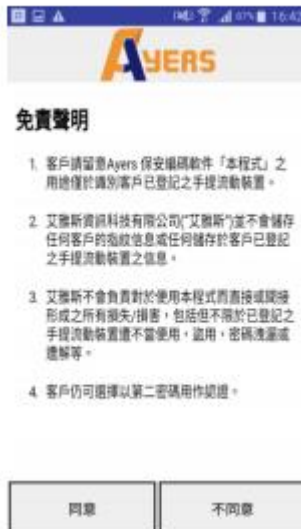 16:42
AYERS
免責聲明
1. 客戶請留意Ayers 保安編碼軟件「本程式」之
用途僅於識別客戶已登記之手提流動裝置。
2. 艾雅斯資訊科技有限公司("艾雅斯")並不會儲存
任何客戶的指紋信息或任何儲存於客戶已登記
之手提流動裝置之信息。
3. 艾雅斯不會負責對於使用本程式而直接或間接
形成之所有損失/損害，包括但不限於已登記之
手提流動裝置遭不當使用，盜用，密碼洩漏或
遭解等。
4. 客戶仍可選擇以第二密碼用作認證。
同意
不同意